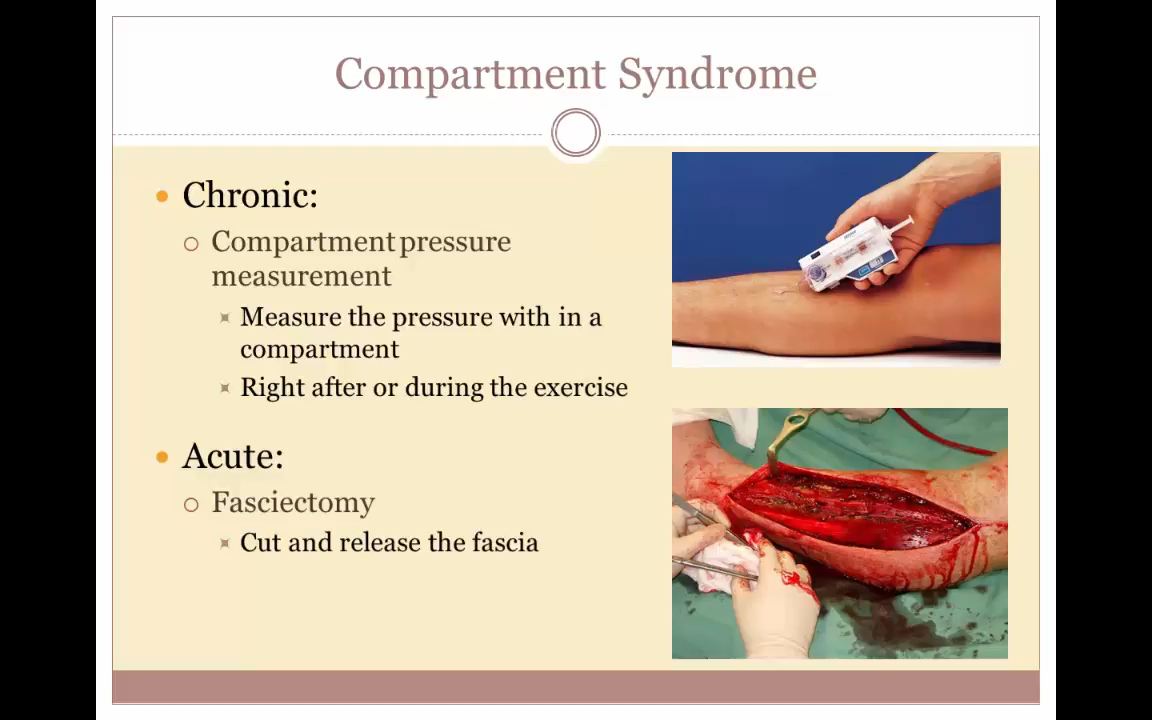 Compartment Syndrome
Chronic:
Compartment pressure
measurement
Measure the pressure with in a
compartment
Right after or during the exercise
Acute:
Fasciectomy
Cut and release the fascia